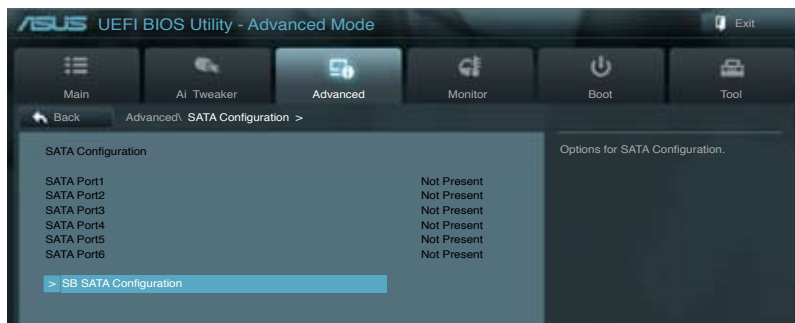 ASUS UEFI BIOS Utility - Advanced Mode
Exit
Main
Ai Tweaker
Advanced
Monitor
Boot
Tool
Back
Advanced\ SATA Configuration >
SATA Configuration
Options for SATA Configuration.
SATA Port1 Not Present
SATA Port2 Not Present
SATA Port3 Not Present
SATA Port4 Not Present
SATA Port5 Not Present
SATA Port6 Not Present
> SB SATA Configuration